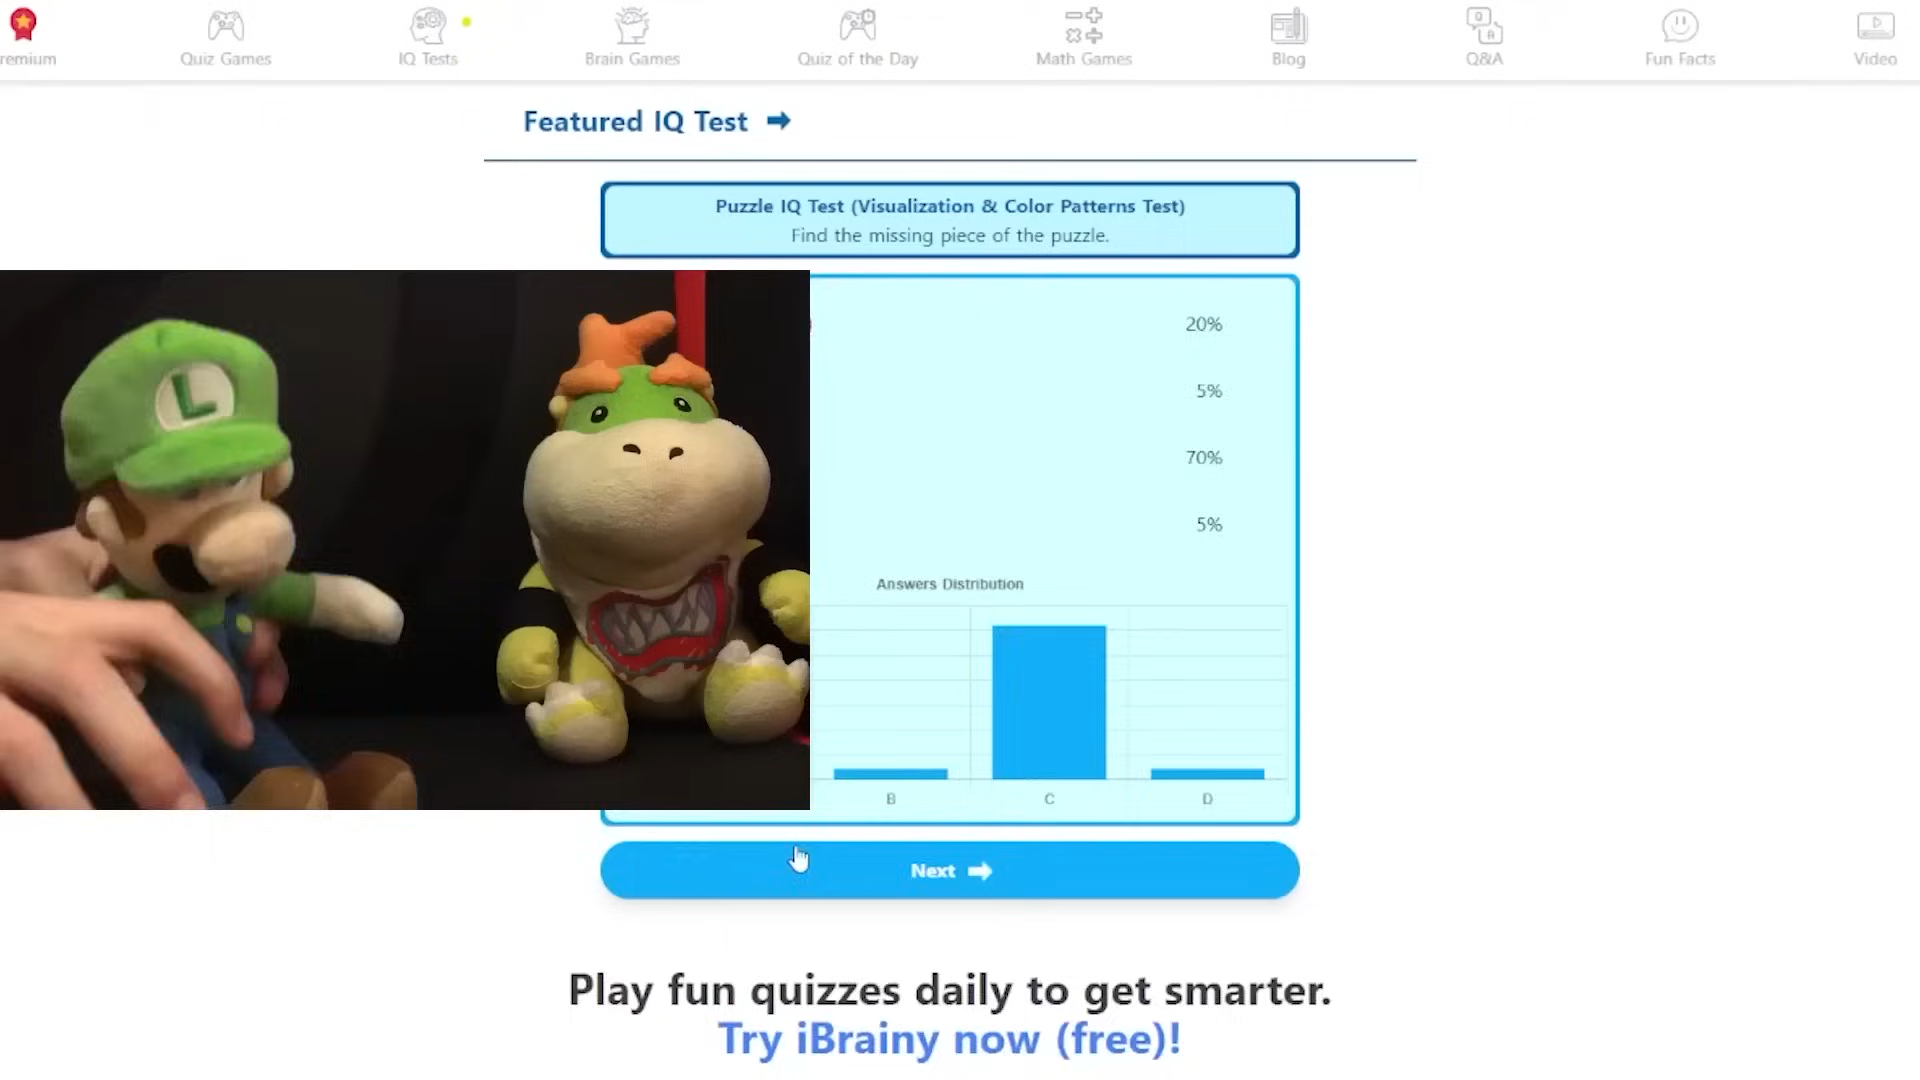 remium
Quiz Games
IQ Tests
Brain Games
Quiz of the Day
Math Games
Blog
Q&A
Fun Facts
Video
Featured IQ Test
Puzzle IQ Test (Visualization & Color Patterns Test)
Find the missing piece of the puzzle.
20%
5%
70%
5%
L
Answers Distribution
B
C
D
Next
Play fun quizzes daily to get smarter.
Try iBrainy now (free)!